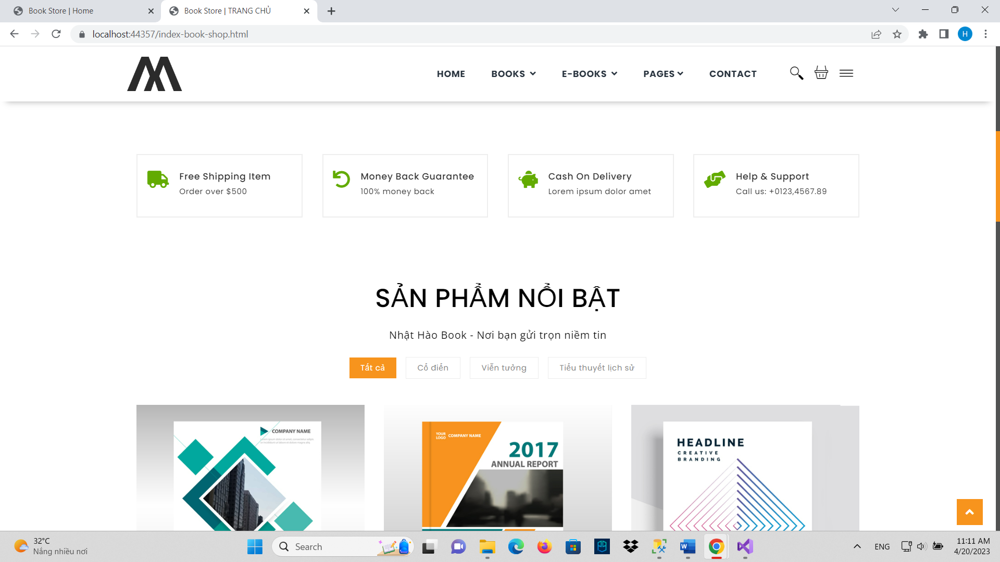 Book Store | Home
Book Store | TRANG CHỦ
localhost:44357/index-book-shop.html
H
HOME
BOOKS
E-BOOKS
PAGES
CONTACT
Free Shipping Item
Order over $500
Money Back Guarantee
100% money back
Cash On Delivery
Lorem ipsum dolor amet
Help & Support
Call us: +0123,4567.89
SẢN PHẨM NỔI BẬT
Nhật Hào Book - Nơi bạn gửi trọn niềm tin
Tất cả
Cổ điển
Viễn tưởng
Tiểu thuyết lịch sử
COMPANY NAME
YOUR
LOGO
COMPANY NAME
2017
ANNUAL REPORT
HEADLINE
CREATIVE
BRANDING
32°C
Nắng nhiều nơi
Search
ENG
11:11 AM
4/20/2023